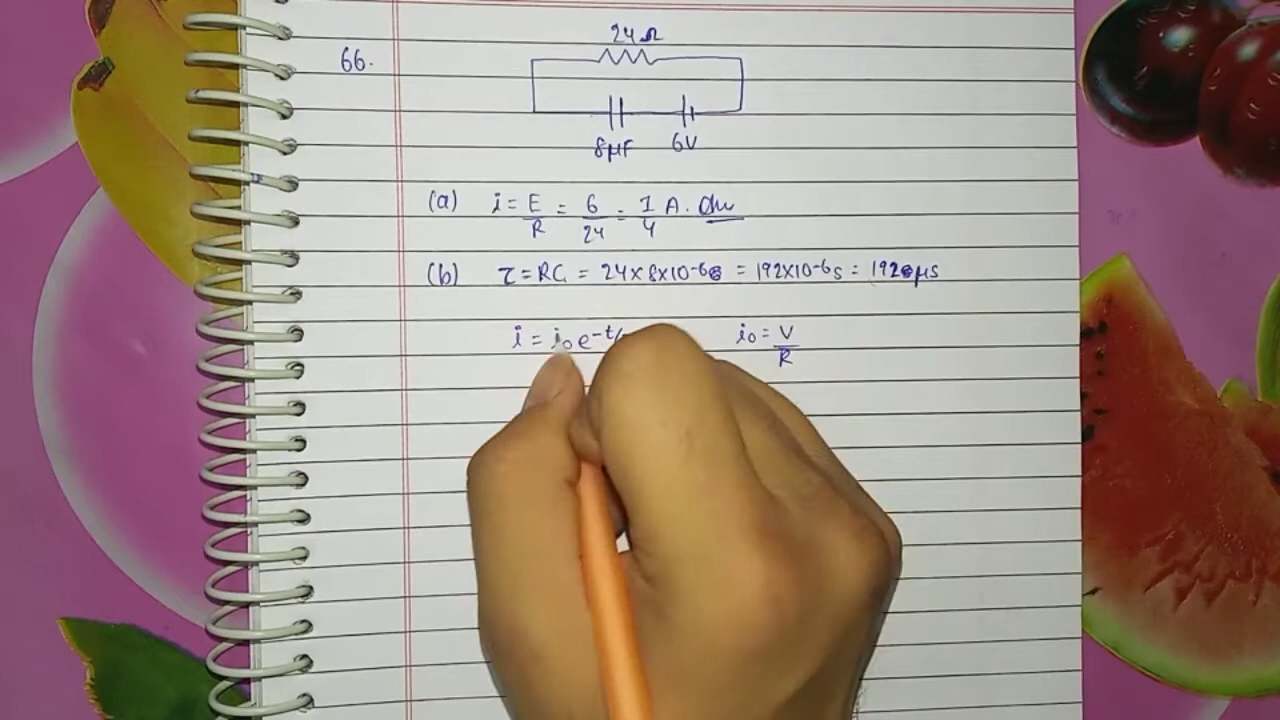 66.
24Ω
8μF 6V
(a) i = E/R = 6/24 = 1/4 A.
(b) τ = RC = 24×8×10-6 = 192×10-6s = 192μs
i = i₀e-t/ i₀ = V/R